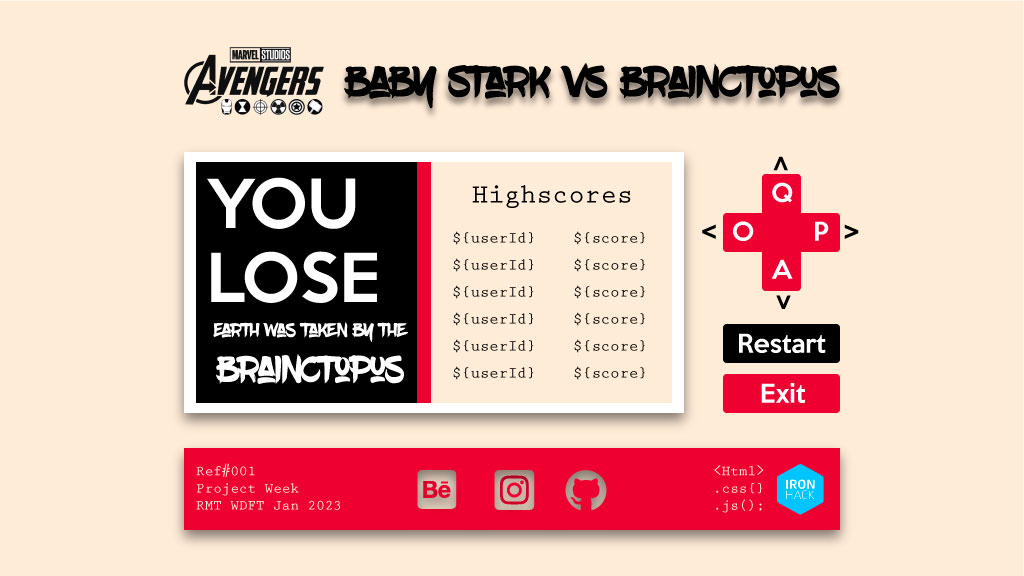 MARVEL STUDIOS
AVENGERS
BABY STARK VS BRAINCTOPUS
YOU
LOSE
EARTH WAS TAKEN BY THE
BRAINCTOPUS
Highscores
${userId} ${score}
${userId} ${score}
${userId} ${score}
${userId} ${score}
${userId} ${score}
${userId} ${score}
^
Q
< O P >
A
v
Restart
Exit
Ref#001
Project Week
RMT WDFT Jan 2023
Bē
<Html>
.css{}
.js();
IRON
HACK